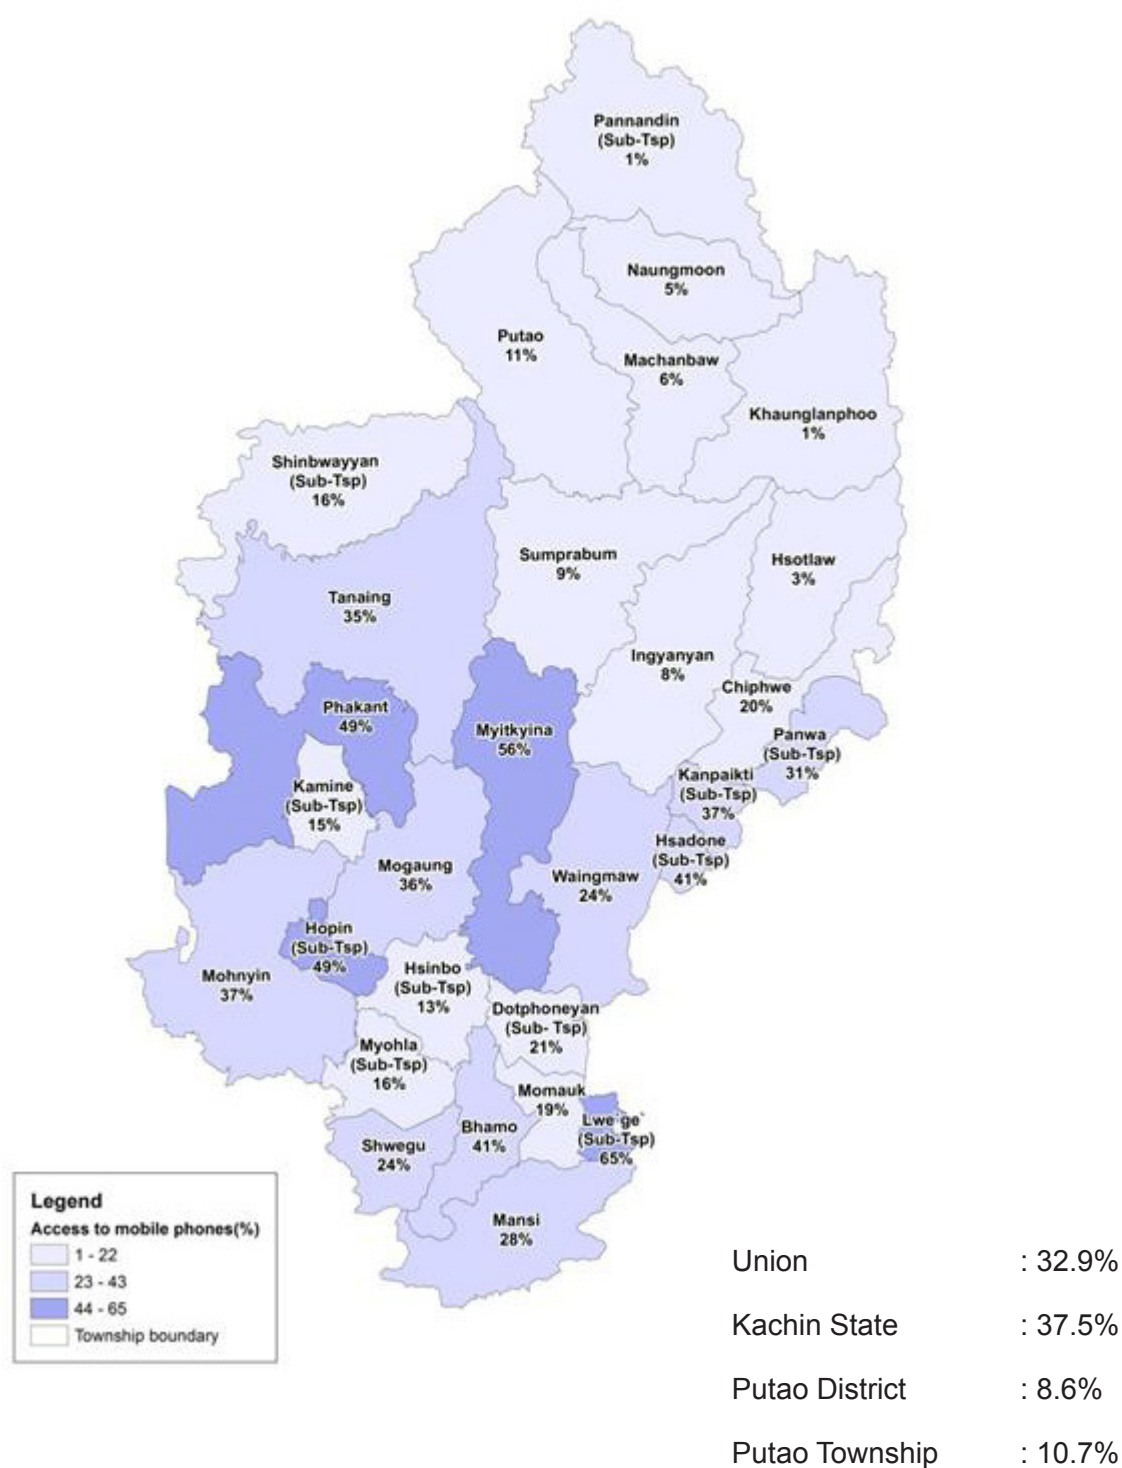 Pannandin
(Sub-Tsp)
1%
Naungmoon
5%
Putao
11%
Machanbaw
6%
Khaunglanphoo
1%
Shinbwayyan
(Sub-Tsp)
16%
Sumprabum
9%
Hsotlaw
3%
Tanaing
35%
Ingyanyan
8%
Chiphwe
20%
Phakant
49%
Myitkyina
56%
Panwa
(Sub-Tsp)
31%
Kanpaikti
(Sub-Tsp)
37%
Kamine
(Sub-Tsp)
15%
Hsadone
(Sub-Tsp)
41%
Mogaung
36%
Waingmaw
24%
Hopin
(Sub-Tsp)
49%
Mohnyin
37%
Hsinbo
(Sub-Tsp)
13%
Dotphoneyan
(Sub- Tsp)
21%
Myohla
(Sub-Tsp)
16%
Momauk
19%
Lwe`ge`
(Sub-Tsp)
65%
Bhamo
41%
Shwegu
24%
Mansi
28%
Legend
Access to mobile phones(%)
1 - 22
23 - 43
44 - 65
Township boundary
Union : 32.9%
Kachin State : 37.5%
Putao District : 8.6%
Putao Township : 10.7%